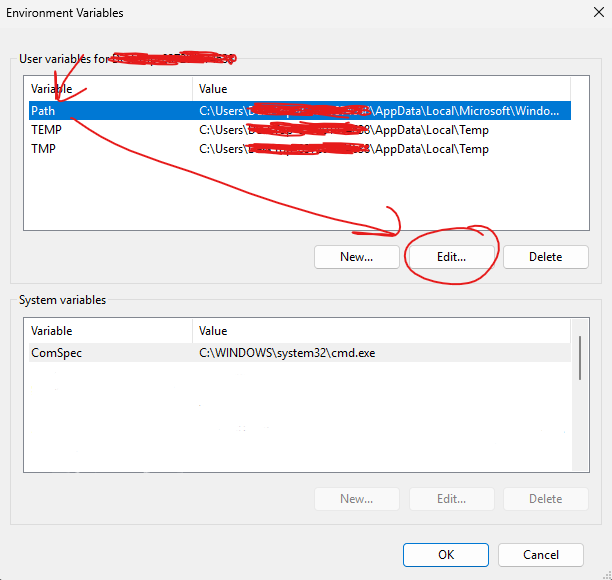 Environment Variables
User variables for
Variable Value
Path C:\Users\ \AppData\Local\Microsoft\Windo...
TEMP C:\Users\ \AppData\Local\Temp
TMP C:\Users\ \AppData\Local\Temp
New... Edit... Delete
System variables
Variable Value
ComSpec C:\WINDOWS\system32\cmd.exe
New... Edit... Delete
OK Cancel